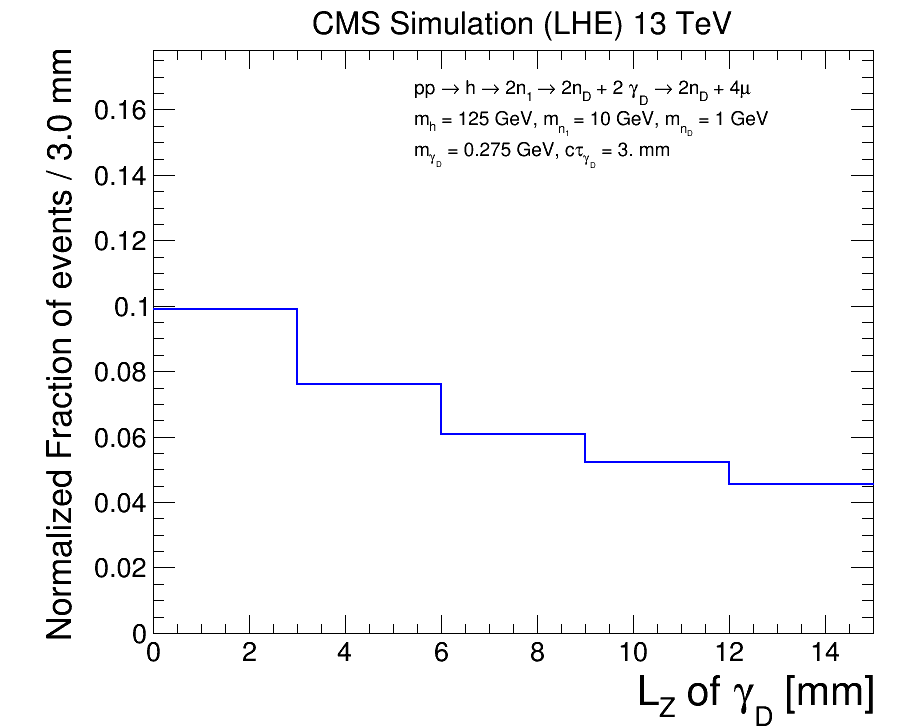 CMS Simulation (LHE) 13 TeV
pp → h → 2n1 → 2nD + 2 γD → 2nD + 4μ
mh = 125 GeV, mn1 = 10 GeV, mnD = 1 GeV
mγD = 0.275 GeV, cτγD = 3. mm
Normalized Fraction of events / 3.0 mm
0.16
0.14
0.12
0.1
0.08
0.06
0.04
0.02
0
0 2 4 6 8 10 12 14
LZ of γD [mm]